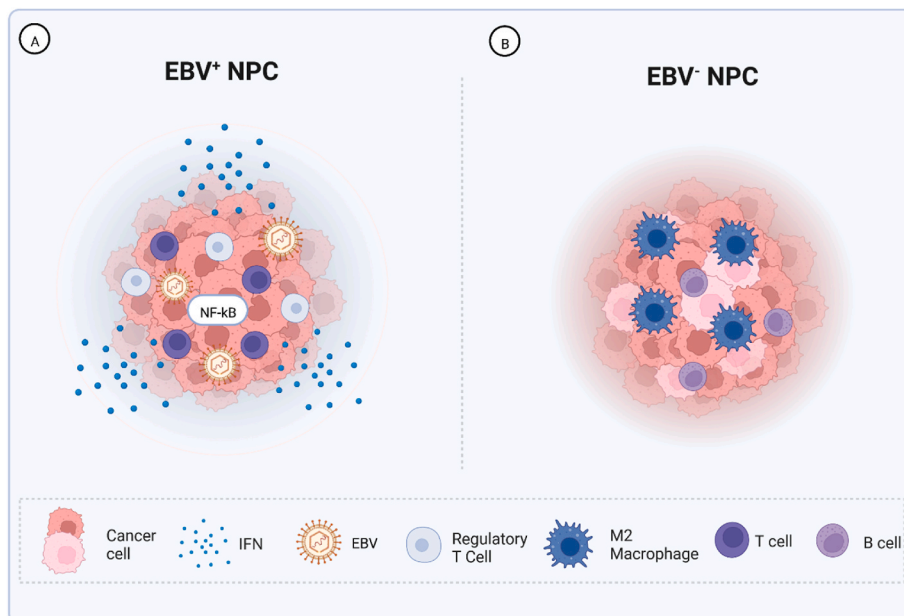 A
B
EBV⁺ NPC
EBV⁻ NPC
NF-kB
Cancer
cell
IFN
EBV
Regulatory
T Cell
M2
Macrophage
T cell
B cell